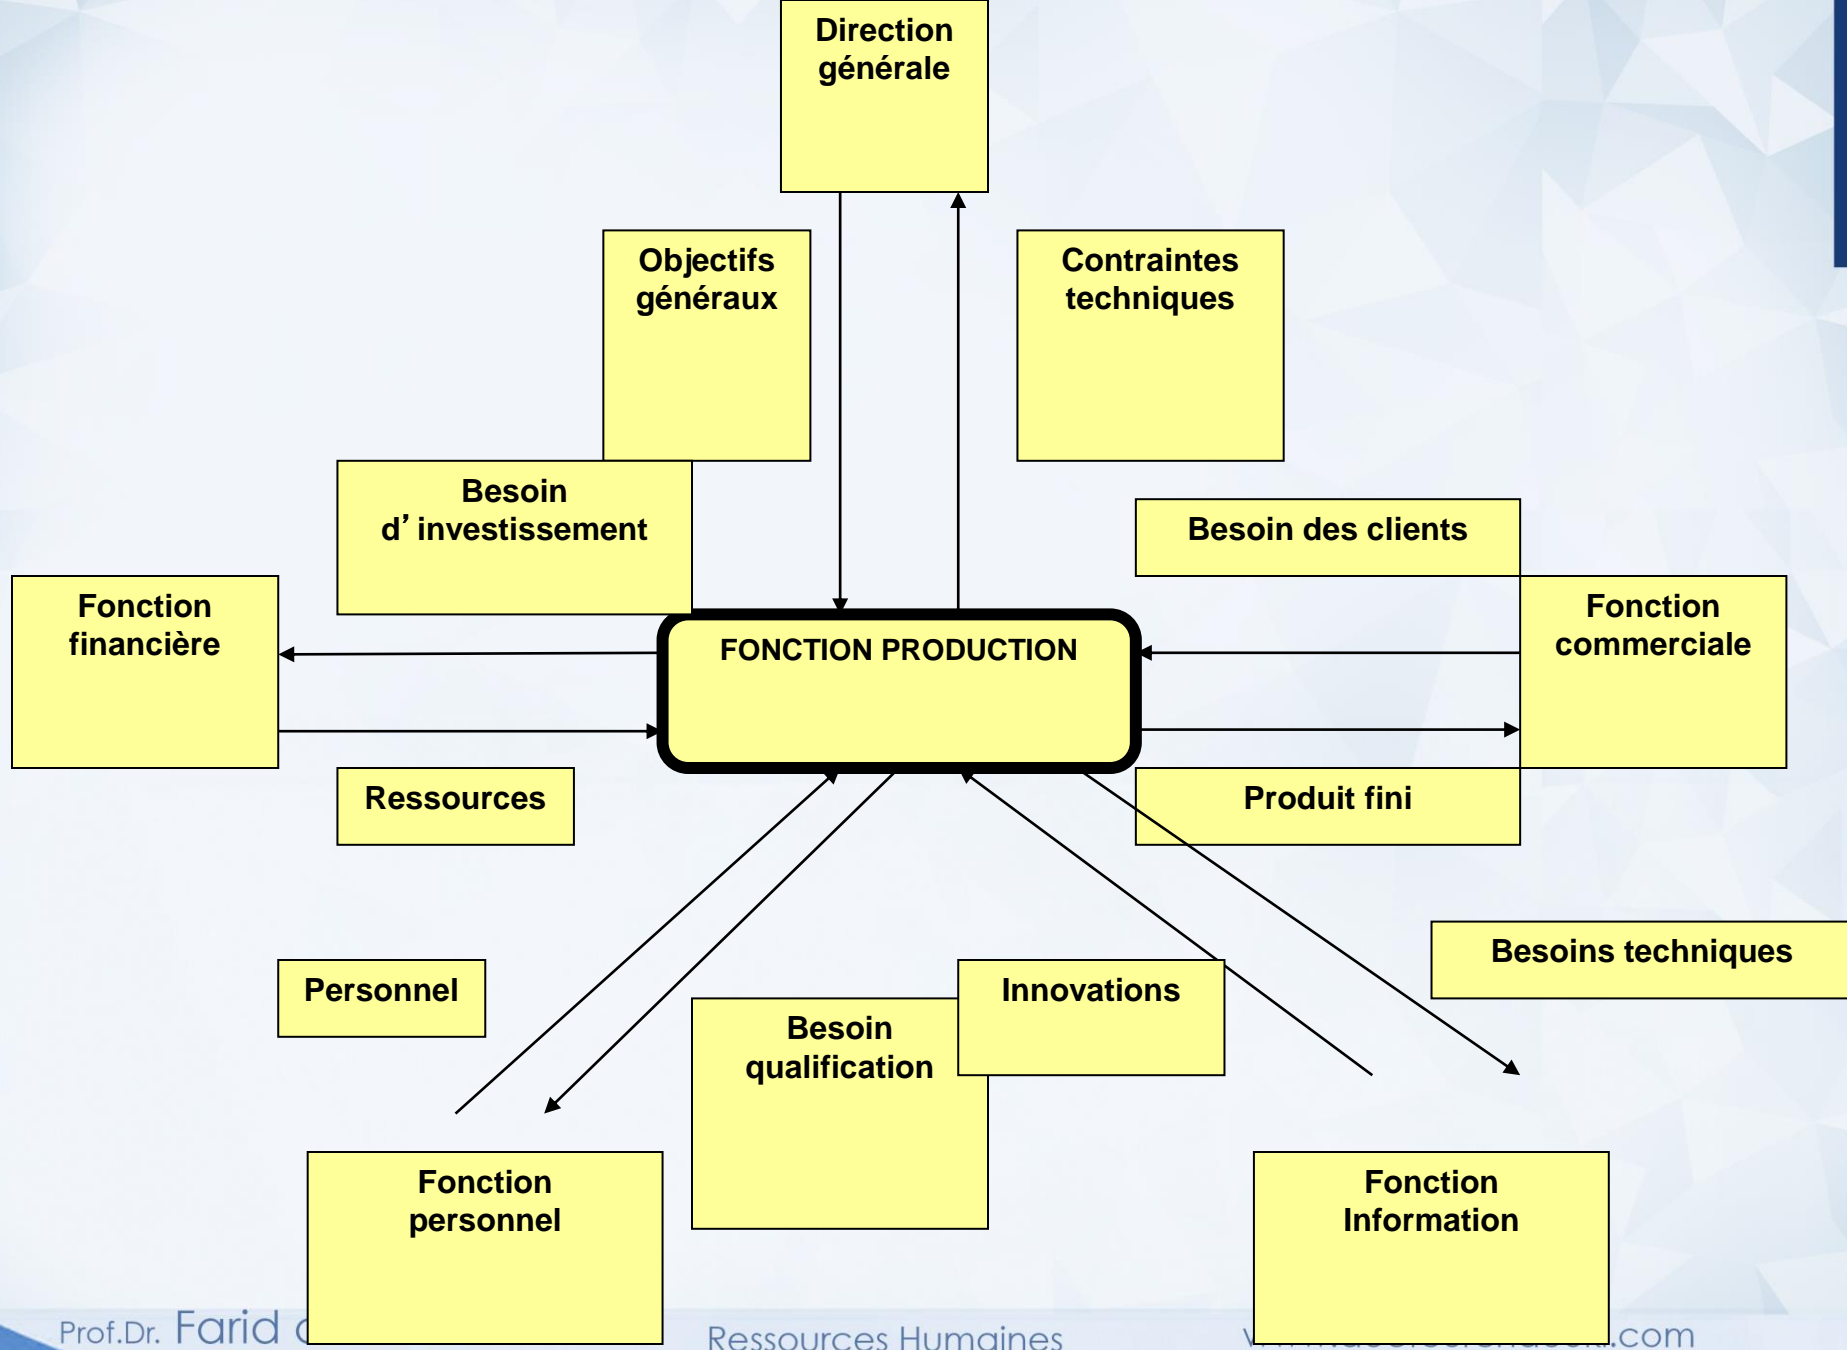 Direction
générale
Objectifs
généraux
Contraintes
techniques
Besoin
d’investissement
Besoin des clients
Fonction
financière
FONCTION PRODUCTION
Fonction
commerciale
Ressources
Produit fini
Besoins techniques
Personnel
Innovations
Besoin
qualification
Fonction
personnel
Fonction
Information
Prof.Dr. Farid
Ressources Humaines
.com